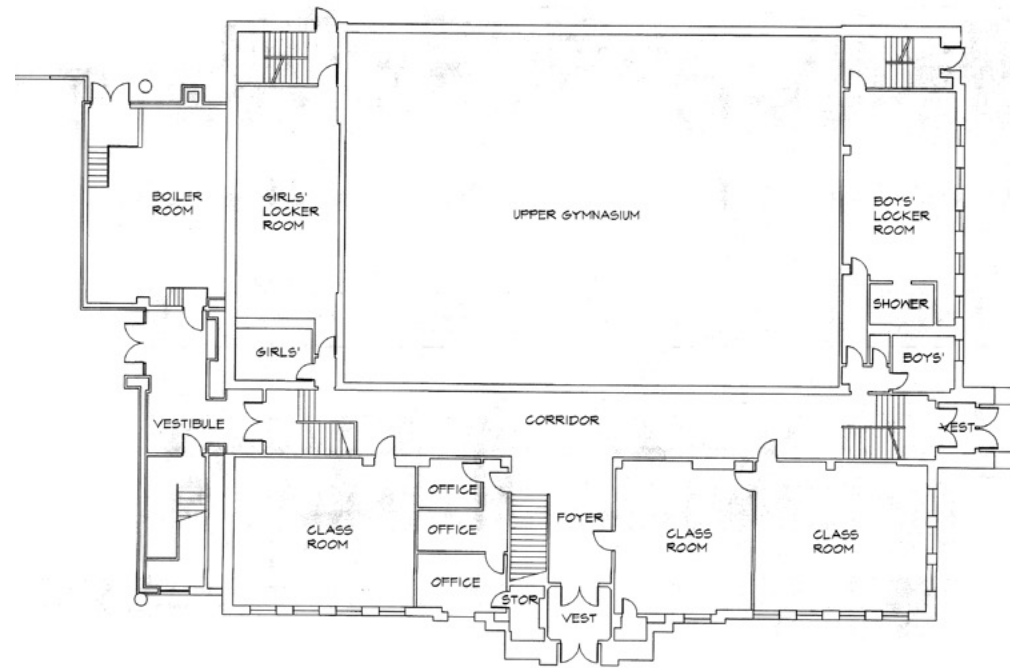 BOILER
ROOM
GIRLS'
LOCKER
ROOM
UPPER GYMNASIUM
BOYS'
LOCKER
ROOM
SHOWER
GIRLS'
BOYS'
VESTIBULE
CORRIDOR
VEST
OFFICE
OFFICE
OFFICE
CLASS
ROOM
FOYER
CLASS
ROOM
CLASS
ROOM
STOR
VEST